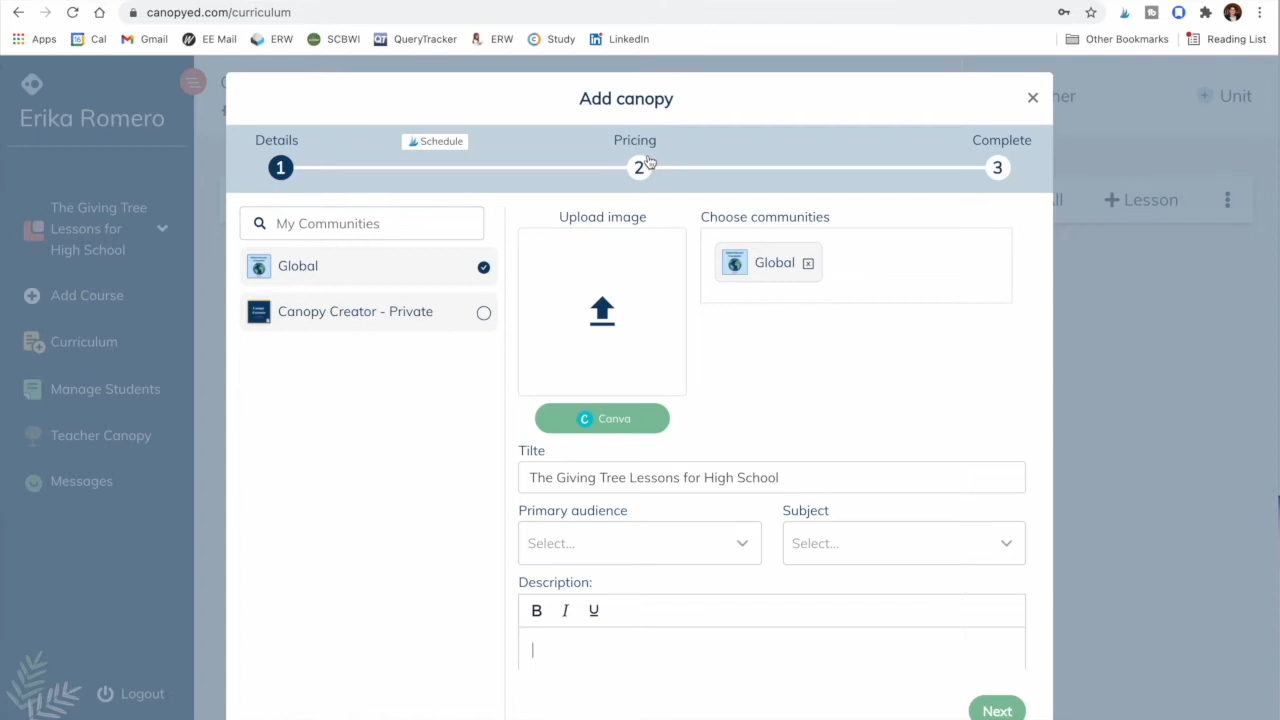 canopyed.com/curriculum
Apps
Cal
Gmail
EE Mail
ERW
SCBWI
QueryTracker
ERW
Study
LinkedIn
Other Bookmarks
Reading List
Erika Romero
The Giving Tree
Lessons for
High School
Add Course
Curriculum
Manage Students
Teacher Canopy
Messages
Logout
Unit
Lesson
Add canopy
Details
Schedule
Pricing
Complete
1
2
3
My Communities
Global
Canopy Creator - Private
Upload image
Canva
Choose communities
Global
Tilte
The Giving Tree Lessons for High School
Primary audience
Select...
Subject
Select...
Description:
B I U
Next